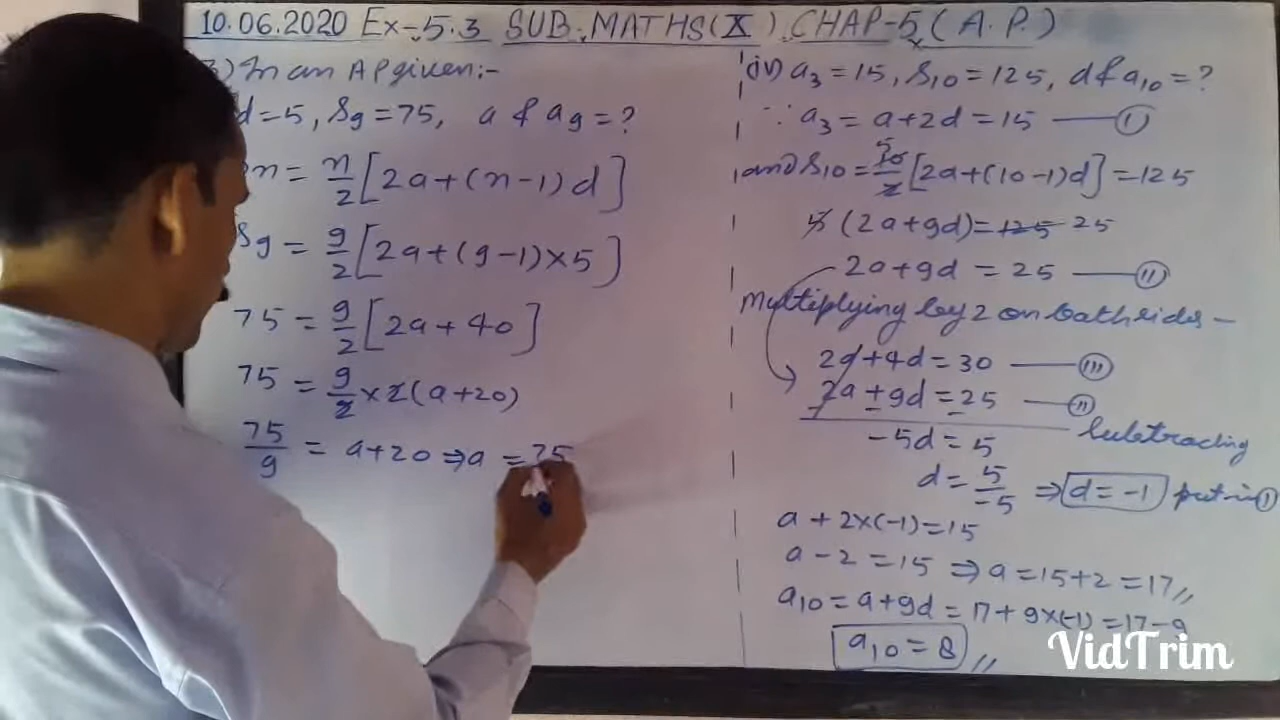 10.06.2020 Ex-5.3 SUB. MATHS(X) CHAP-5(A.P.)
3) In an AP given:-
d=5, S9=75, a & a9=?
n = n/2 [2a+(n-1)d]
S9 = 9/2 [2a+(9-1)×5]
75 = 9/2 [2a+40]
75 = 9/2 ×2(a+20)
75/9 = a+20 ⇒ a = 75
(iv) a3=15, S10=125, d & a10=?
∵ a3 = a+2d=15 —— (I)
and S10 = 10/2 5 [2a+(10-1)d] = 125
5 (2a+9d)= 125 25
2a+9d = 25 —— (II)
Multiplying by 2 on both sides -
2a+4d=30 —— (III)
2a+9d=25 —— (II)
- - - Subtracting
-5d = 5
d = 5/-5 ⇒ d=-1 put in (1)
a+2×(-1)=15
a-2=15 ⇒ a=15+2=17,,
a10=a+9d=17+9×(-1)=17-9
a10=8,,
VidTrim